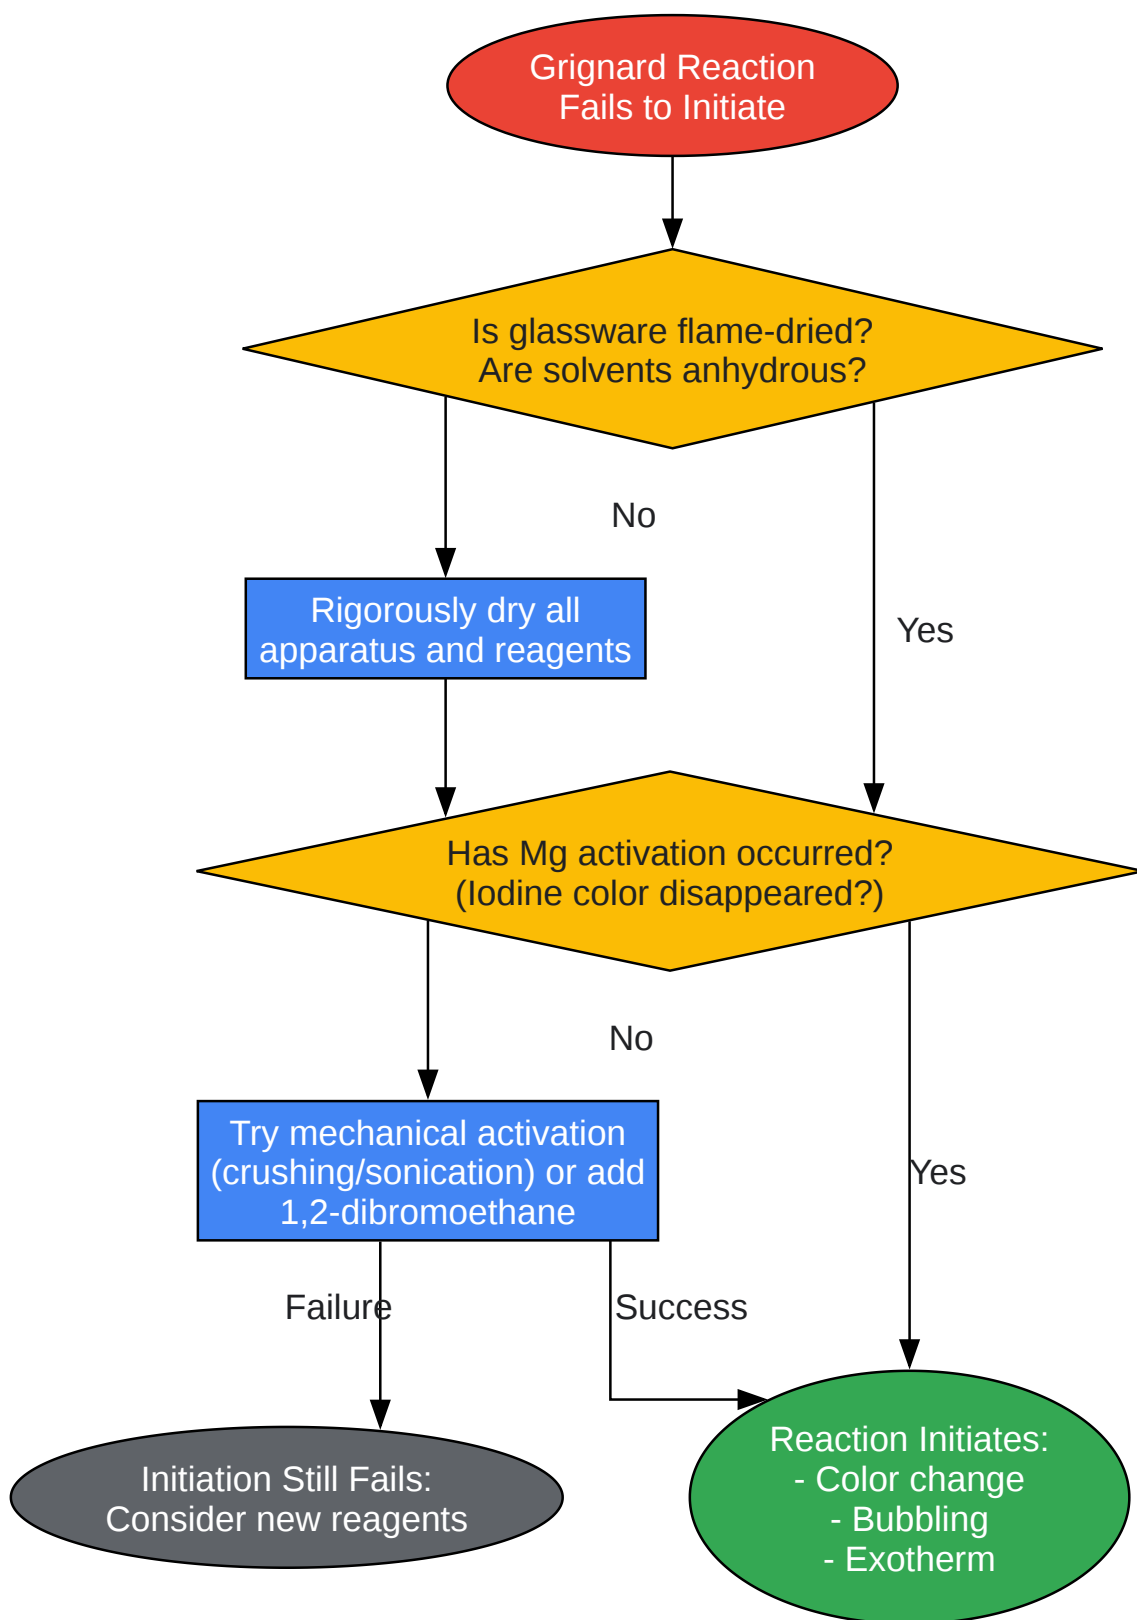 Grignard Reaction
Fails to Initiate
Is glassware flame-dried?
Are solvents anhydrous?
No
Rigorously dry all
apparatus and reagents
Yes
Has Mg activation occurred?
(Iodine color disappeared?)
No
Try mechanical activation
(crushing/sonication) or add
1,2-dibromoethane
Yes
Failure
Success
Initiation Still Fails:
Consider new reagents
Reaction Initiates:
- Color change
- Bubbling
- Exotherm